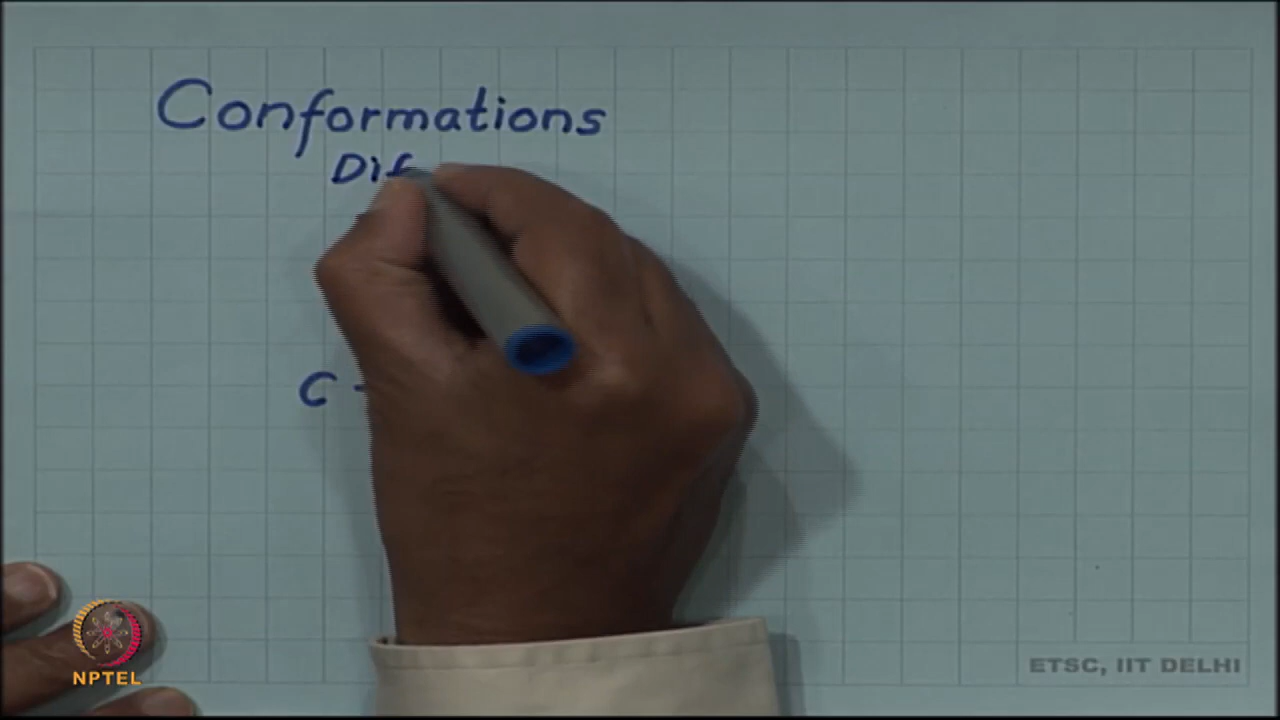 Conformations
Dif
C -
NPTEL
ETSC, IIT DELHI